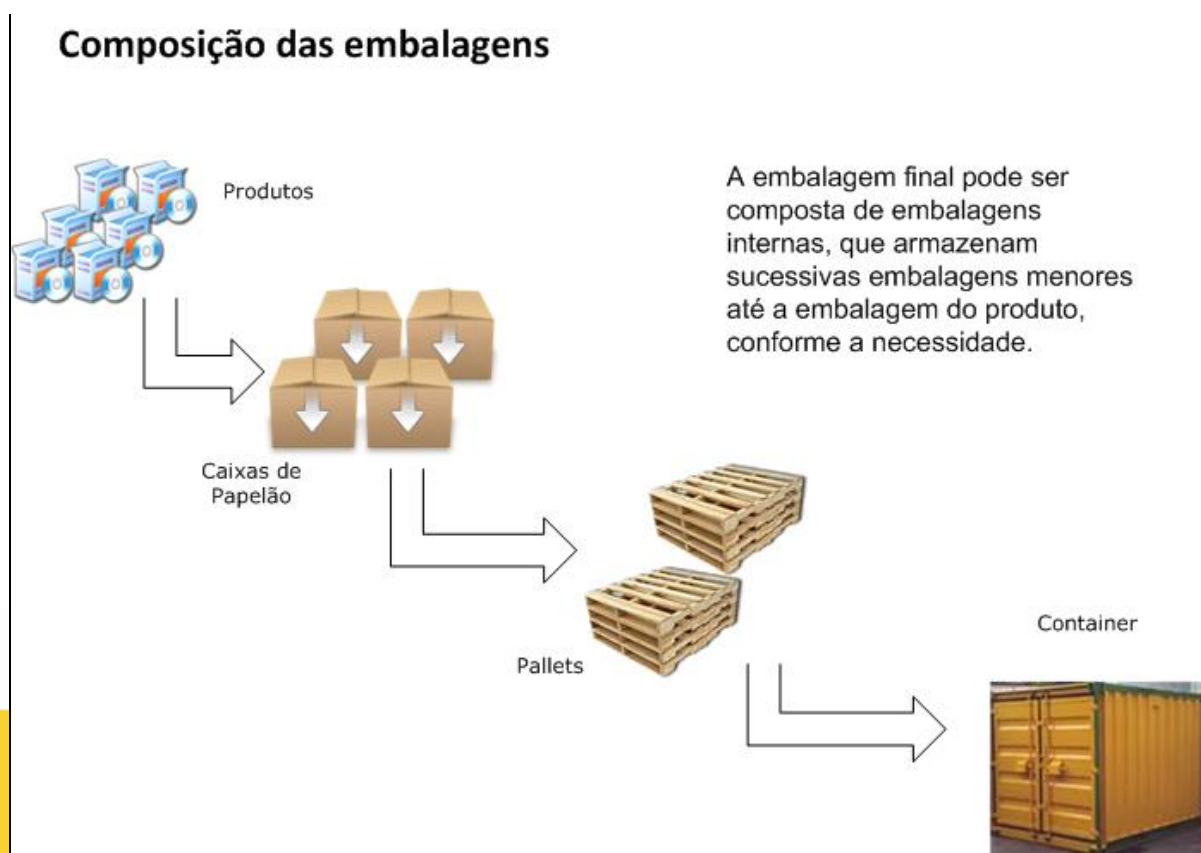 Composição das embalagens
Produtos
A embalagem final pode ser
composta de embalagens
internas, que armazenam
sucessivas embalagens menores
até a embalagem do produto,
conforme a necessidade.
Caixas de
Papelão
Pallets
Container